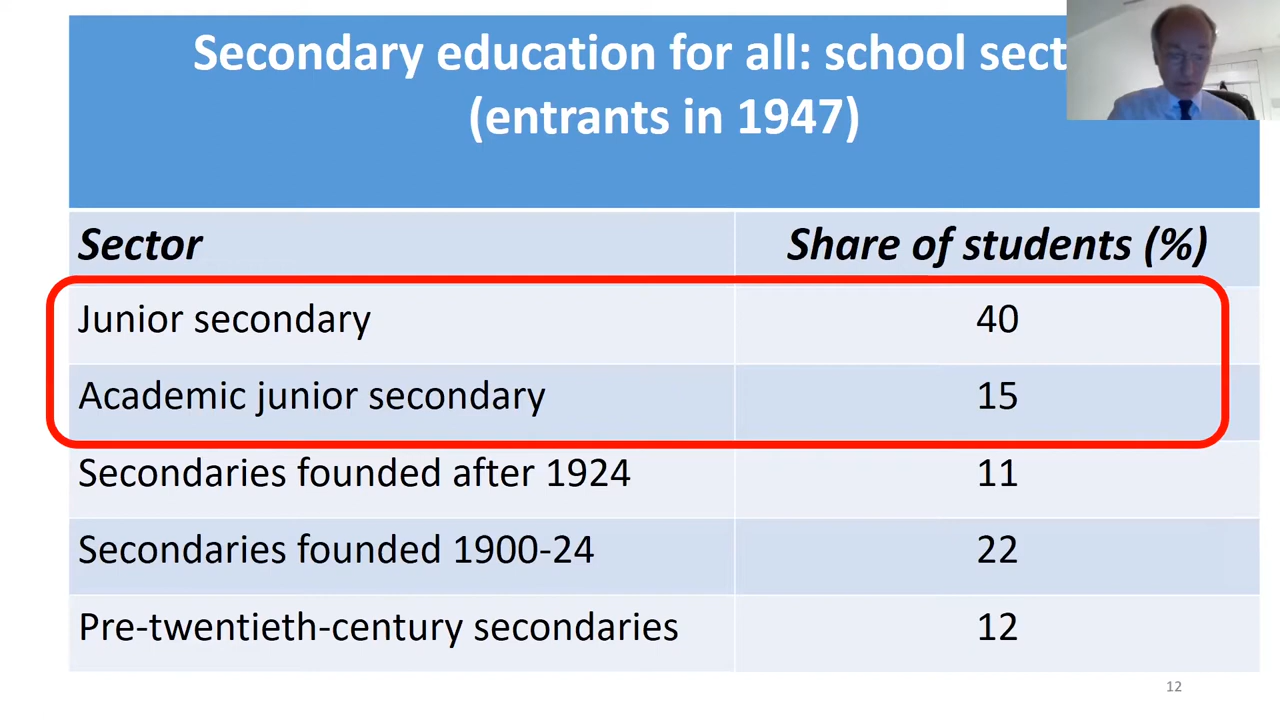 Secondary education for all: school
(entrants in 1947)
Sector Share of students (%)
Junior secondary 40
Academic junior secondary 15
Secondaries founded after 1924 11
Secondaries founded 1900-24 22
Pre-twentieth-century secondaries 12
12